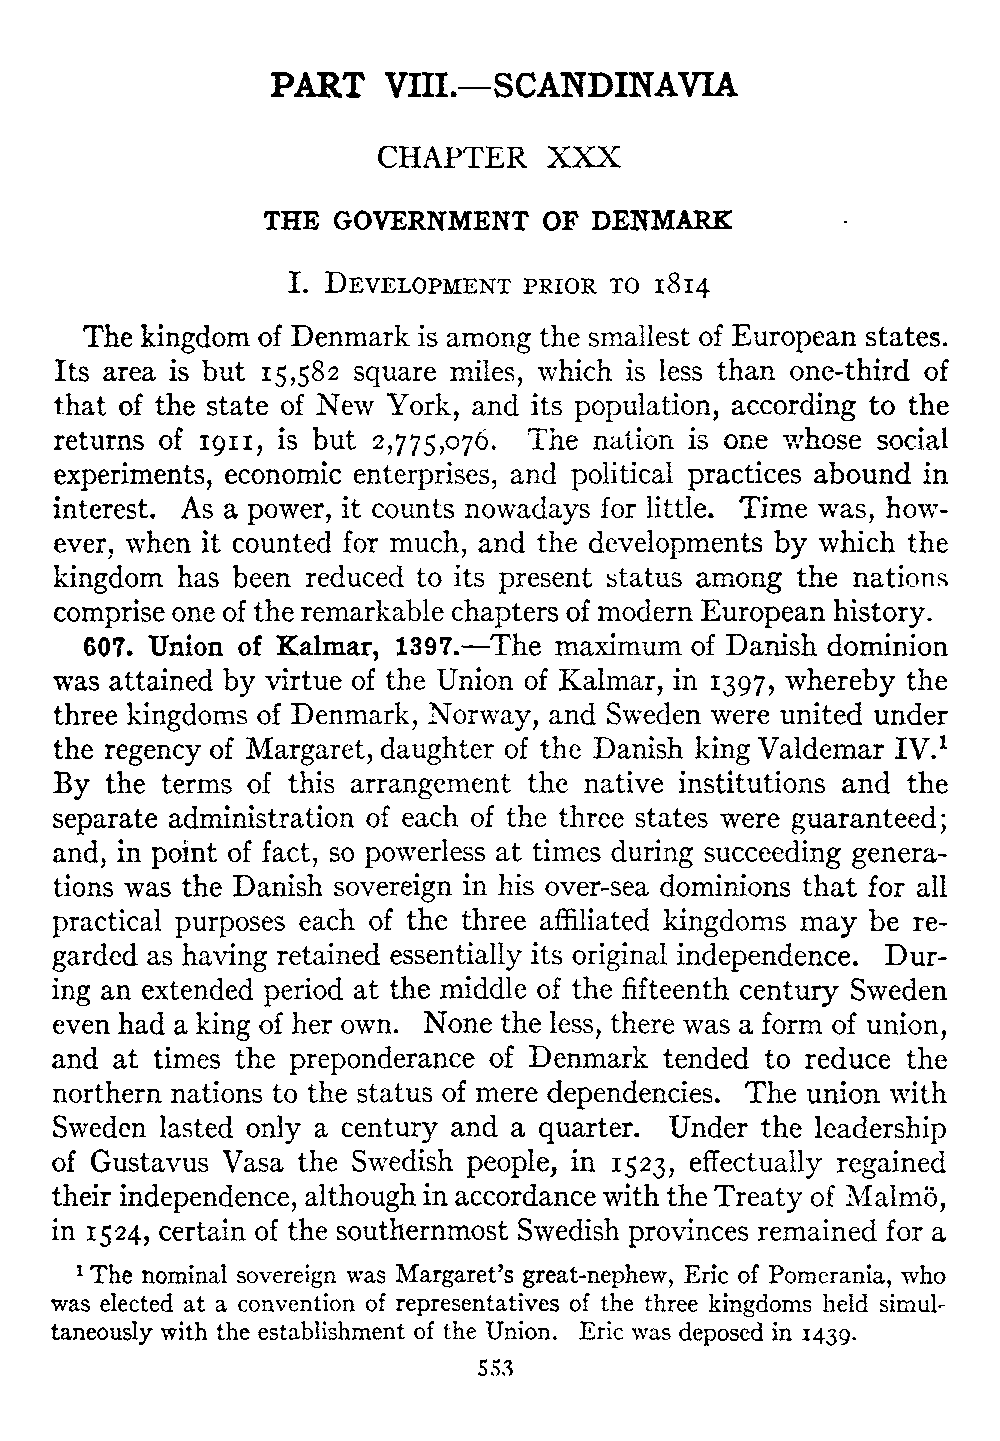 PART VIII.—SCANDINAVIA
CHAPTER XXX
THE GOVERNMENT OF DENMARK
I. DEVELOPMENT PRIOR TO 1814
The kingdom of Denmark is among the smallest of European states.
Its area is but 15,582 square miles, which is less than one-third of
that of the state of New York, and its population, according to the
returns of 1911, is but 2,775,076. The nation is one whose social
experiments, economic enterprises, and political practices abound in
interest. As a power, it counts nowadays for little. Time was, how-
ever, when it counted for much, and the developments by which the
kingdom has been reduced to its present status among the nations
comprise one of the remarkable chapters of modern European history.
607. Union of Kalmar, 1397.—The maximum of Danish dominion
was attained by virtue of the Union of Kalmar, in 1397, whereby the
three kingdoms of Denmark, Norway, and Sweden were united under
the regency of Margaret, daughter of the Danish king Valdemar IV.¹
By the terms of this arrangement the native institutions and the
separate administration of each of the three states were guaranteed;
and, in point of fact, so powerless at times during succeeding genera-
tions was the Danish sovereign in his over-sea dominions that for all
practical purposes each of the three affiliated kingdoms may be re-
garded as having retained essentially its original independence. Dur-
ing an extended period at the middle of the fifteenth century Sweden
even had a king of her own. None the less, there was a form of union,
and at times the preponderance of Denmark tended to reduce the
northern nations to the status of mere dependencies. The union with
Sweden lasted only a century and a quarter. Under the leadership
of Gustavus Vasa the Swedish people, in 1523, effectually regained
their independence, although in accordance with the Treaty of Malmö,
in 1524, certain of the southernmost Swedish provinces remained for a
¹ The nominal sovereign was Margaret's great-nephew, Eric of Pomerania, who
was elected at a convention of representatives of the three kingdoms held simul-
taneously with the establishment of the Union. Eric was deposed in 1439.
553